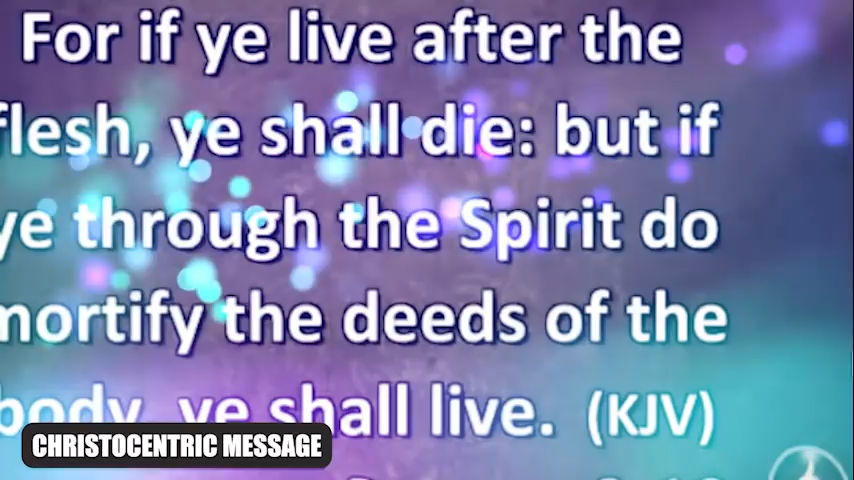 For if ye live after the
flesh, ye shall die: but if
ye through the Spirit do
mortify the deeds of the
body, ye shall live. (KJV)
CHRISTOCENTRIC MESSAGE